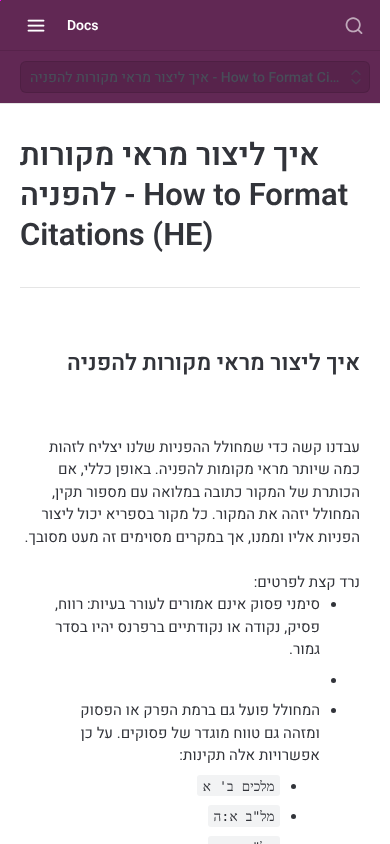 Docs
איך ליצור מראי מקורות להפניה - How to Format Ci...
איך ליצור מראי מקורות
להפניה - How to Format
Citations (HE)
איך ליצור מראי מקורות להפניה
עבדנו קשה כדי שמחולל ההפניות שלנו יצליח לזהות
כמה שיותר מראי מקומות להפניה. באופן כללי, אם
הכותרת של המקור כתובה במלואה עם מספור תקין,
המחולל יזהה את המקור. כל מקור בספריא יכול ליצור
הפניות אליו וממנו, אך במקרים מסוימים זה מעט מסובך.
נרד קצת לפרטים:
סימני פסוק אינם אמורים לעורר בעיות: רווח,
פסיק, נקודה או נקודתיים ברפרנס יהיו בסדר
גמור.
המחולל פועל גם ברמת הפרק או הפסוק
ומזהה גם טווח מוגדר של פסוקים. על כן
אפשרויות אלה תקינות:
מלכים ב' א
מל"ב א:ה